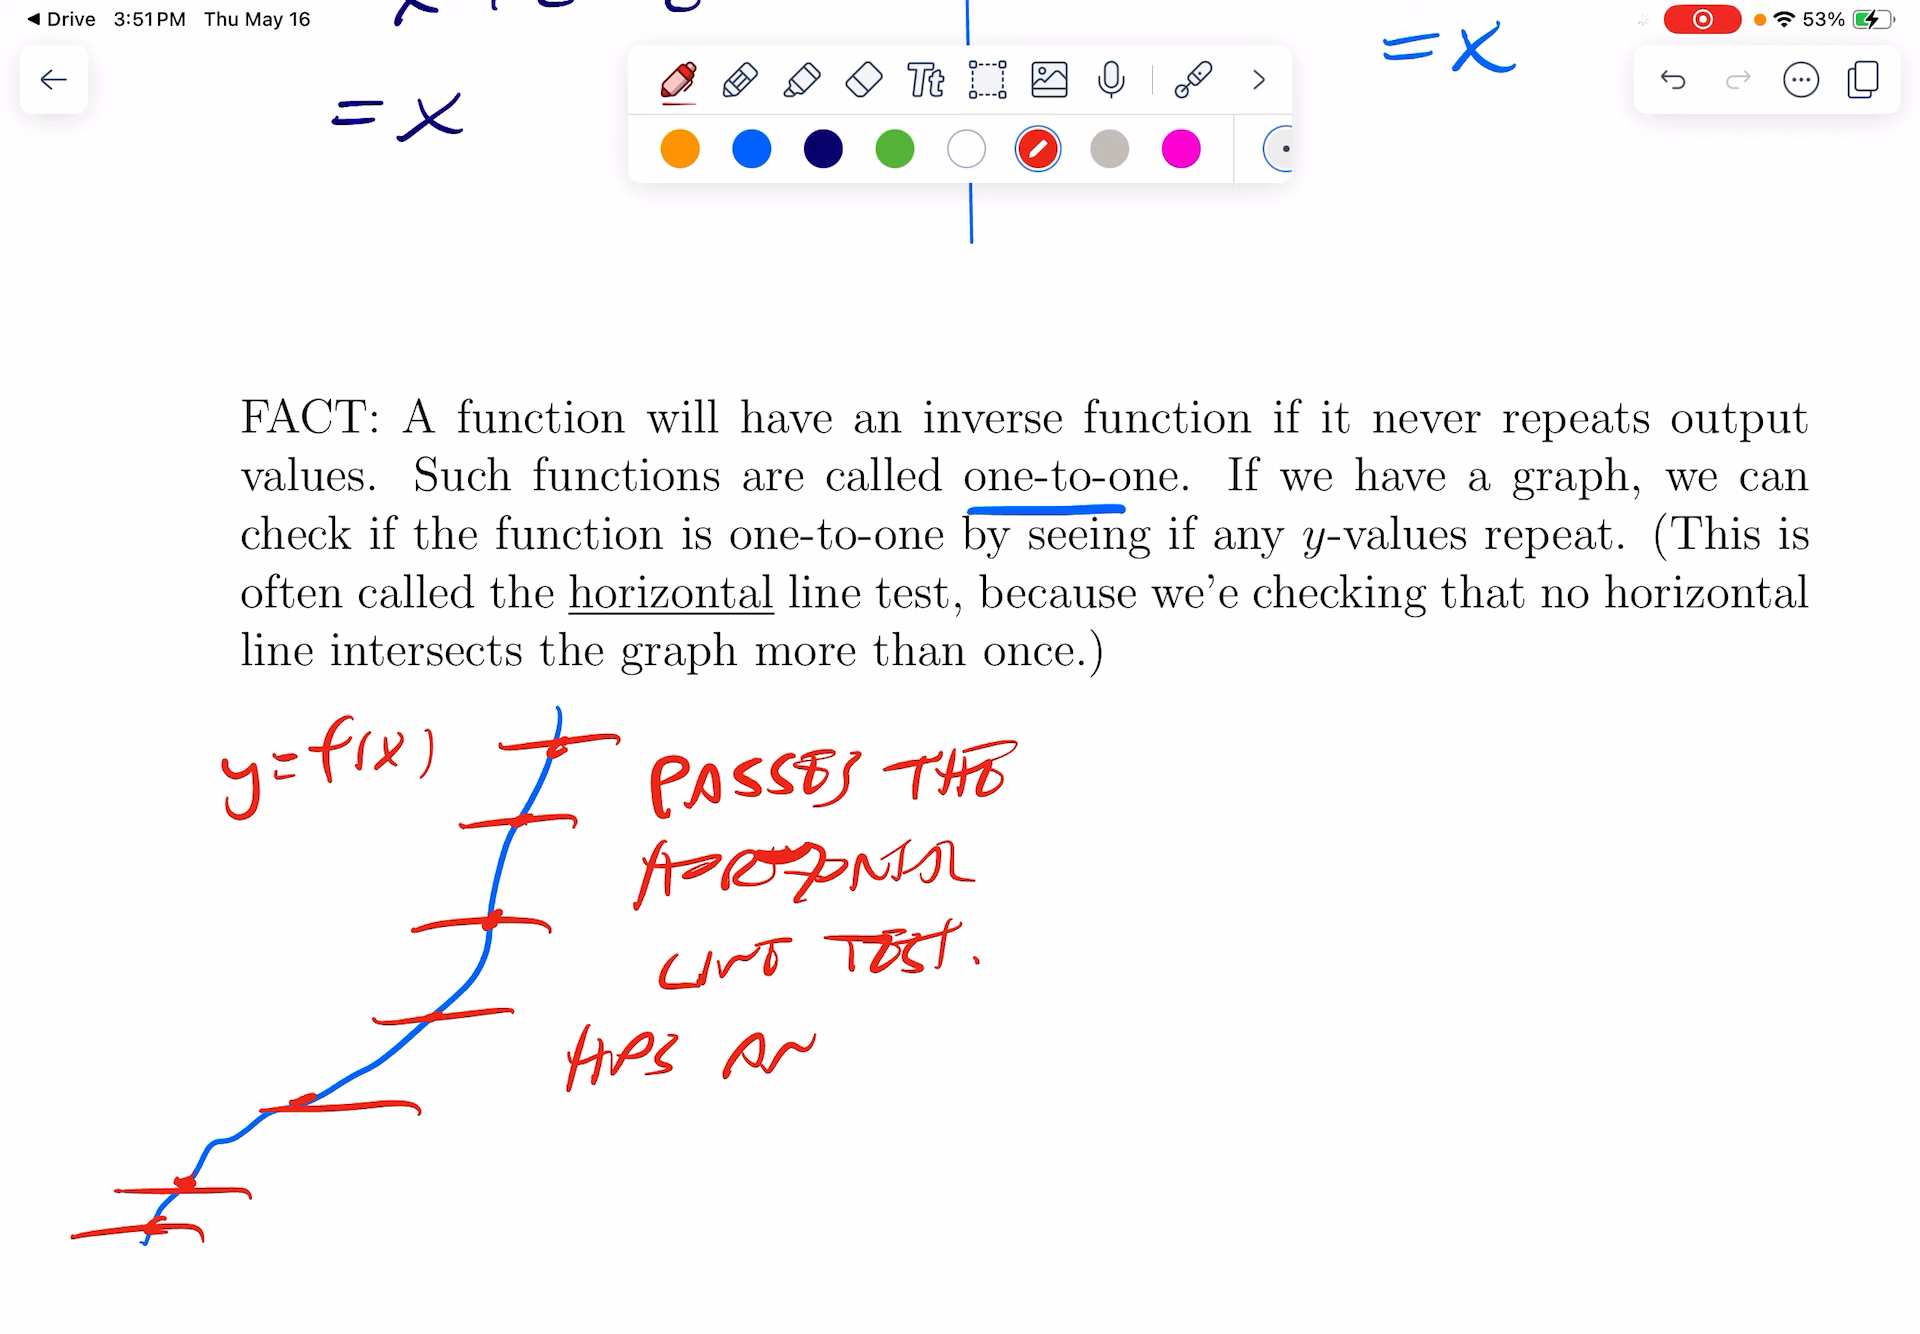 Drive 3:51 PM Thu May 16
53%
= x
= x
Tt
FACT: A function will have an inverse function if it never repeats output
values. Such functions are called one-to-one. If we have a graph, we can
check if the function is one-to-one by seeing if any y-values repeat. (This is
often called the horizontal line test, because we'e checking that no horizontal
line intersects the graph more than once.)
y = f(x)
PASSES THE
LINE TEST.
HAS AN